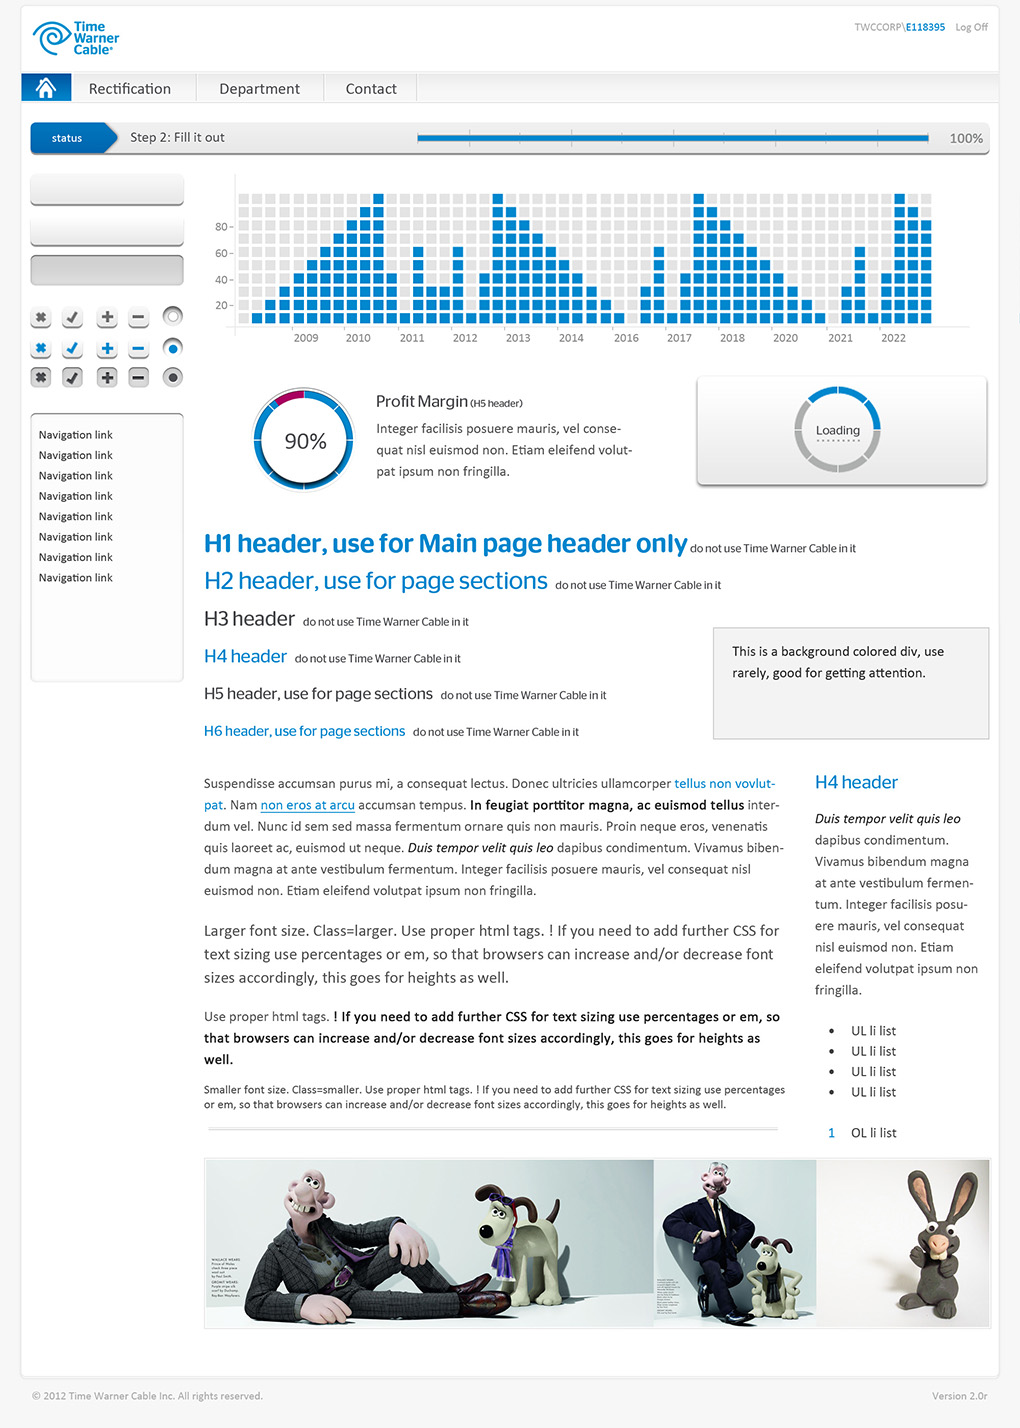 Time
Warner
Cable
TWCCORP\E118395 Log Off
Rectification Department Contact
status Step 2: Fill it out 100%
80
60
40
20
2009 2010 2011 2012 2013 2014 2016 2017 2018 2020 2021 2022
90%
Profit Margin (H5 header)
Integer facilisis posuere mauris, vel conse-
quat nisl euismod non. Etiam eleifend volut-
pat ipsum non fringilla.
Loading
Navigation link
Navigation link
Navigation link
Navigation link
Navigation link
Navigation link
Navigation link
Navigation link
H1 header, use for Main page header only do not use Time Warner Cable in it
H2 header, use for page sections do not use Time Warner Cable in it
H3 header do not use Time Warner Cable in it
H4 header do not use Time Warner Cable in it
H5 header, use for page sections do not use Time Warner Cable in it
H6 header, use for page sections do not use Time Warner Cable in it
This is a background colored div, use
rarely, good for getting attention.
Suspendisse accumsan purus mi, a consequat lectus. Donec ultricies ullamcorper tellus non vovlut-
pat. Nam non eros at arcu accumsan tempus. In feugiat porttitor magna, ac euismod tellus inter-
dum vel. Nunc id sem sed massa fermentum ornare quis non mauris. Proin neque eros, venenatis
quis laoreet ac, euismod ut neque. Duis tempor velit quis leo dapibus condimentum. Vivamus biben-
dum magna at ante vestibulum fermentum. Integer facilisis posuere mauris, vel consequat nisl
euismod non. Etiam eleifend volutpat ipsum non fringilla.
Larger font size. Class=larger. Use proper html tags. ! If you need to add further CSS for
text sizing use percentages or em, so that browsers can increase and/or decrease font
sizes accordingly, this goes for heights as well.
Use proper html tags. ! If you need to add further CSS for text sizing use percentages or em, so
that browsers can increase and/or decrease font sizes accordingly, this goes for heights as
well.
Smaller font size. Class=smaller. Use proper html tags. ! If you need to add further CSS for text sizing use percentages
or em, so that browsers can increase and/or decrease font sizes accordingly, this goes for heights as well.
H4 header
Duis tempor velit quis leo
dapibus condimentum.
Vivamus bibendum magna
at ante vestibulum fermen-
tum. Integer facilisis posu-
ere mauris, vel consequat
nisl euismod non. Etiam
eleifend volutpat ipsum non
fringilla.
• UL li list
• UL li list
• UL li list
• UL li list
1 OL li list
WALLACE WEARS
GROMIT WEARS
© 2012 Time Warner Cable Inc. All rights reserved.
Version 2.0r